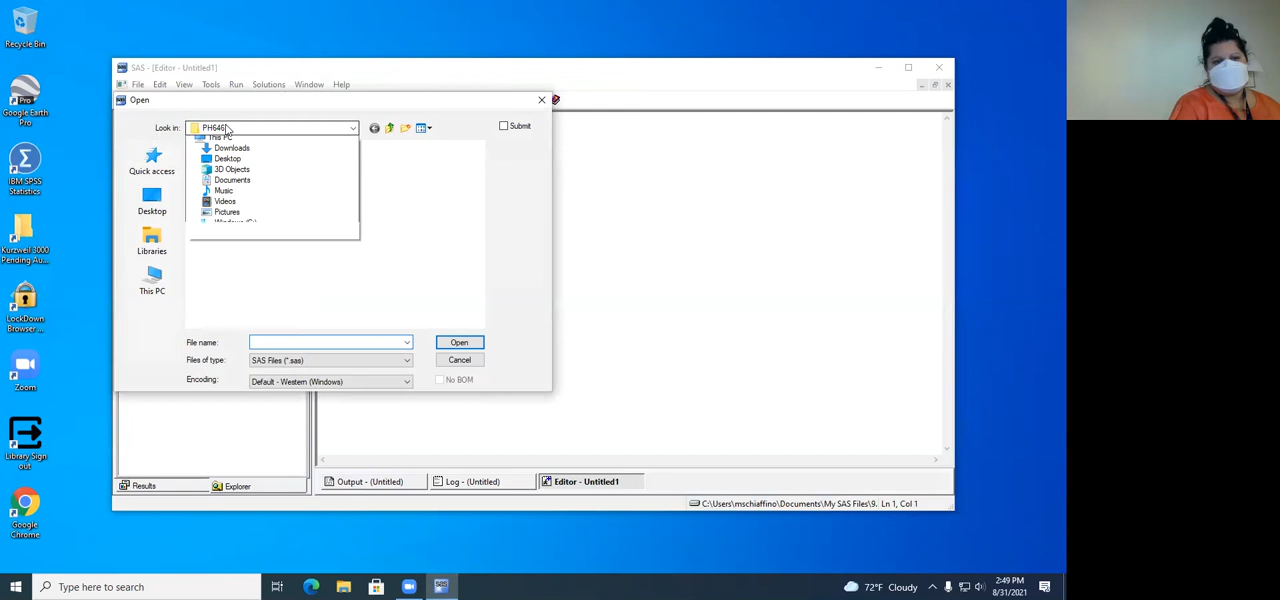 Recycle Bin
Google Earth
Pro
IBM SPSS
Statistics
Kurzweil 3000
Pending Au...
LockDown
Browser ...
Zoom
Library Sign
out
Google
Chrome
SAS - [Editor - Untitled1]
File Edit View Tools Run Solutions Window Help
Open
Look in: PH646
Submit
This PC
Downloads
Desktop
3D Objects
Documents
Music
Videos
Pictures
Windows (C:)
Quick access
Desktop
Libraries
This PC
File name:
Open
Files of type: SAS Files (*.sas)
Cancel
Encoding: Default - Western (Windows)
No BOM
Results
Explorer
Output - (Untitled)
Log - (Untitled)
Editor - Untitled1
C:\Users\mschiaffino\Documents\My SAS Files\9.
Ln 1, Col 1
Type here to search
72°F Cloudy
2:49 PM
8/31/2021